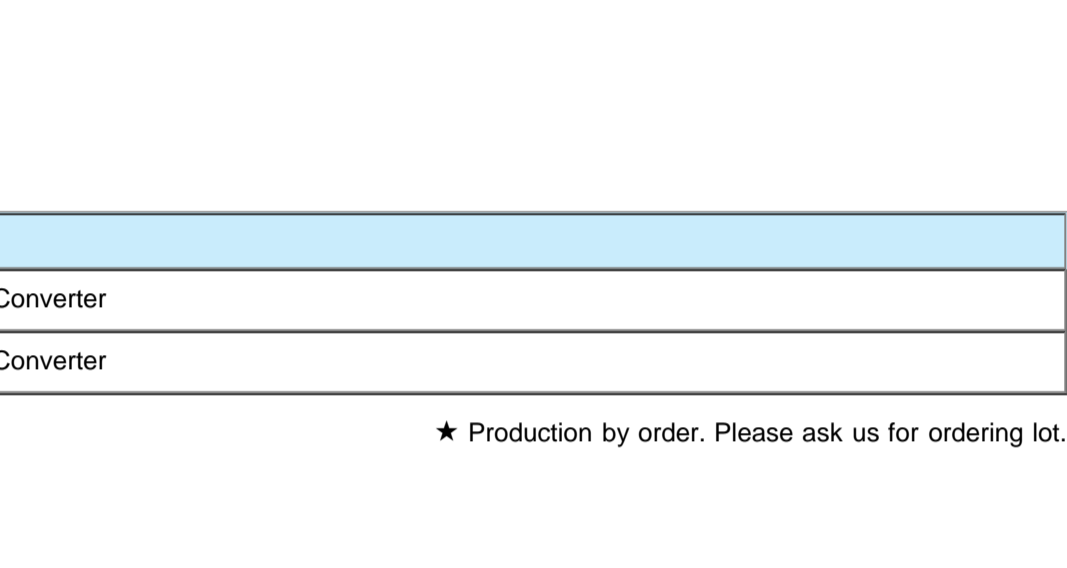 Converter
Converter
★ Production by order. Please ask us for ordering lot.